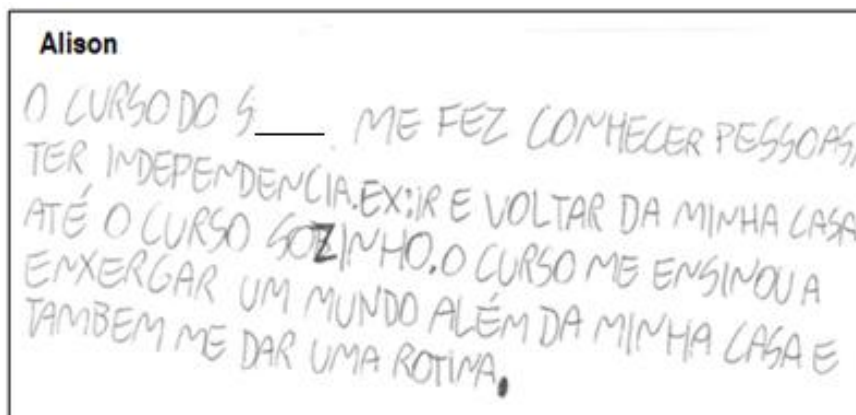 Alison
O CURSO DO S____ ME FEZ CONHECER PESSOAS,
TER INDEPENDENCIA.EX:IR E VOLTAR DA MINHA CASA
ATÉ O CURSO SOZINHO.O CURSO ME ENSINOU A
ENXERGAR UM MUNDO ALÉM DA MINHA CASA E
TAMBEM ME DAR UMA ROTINA.